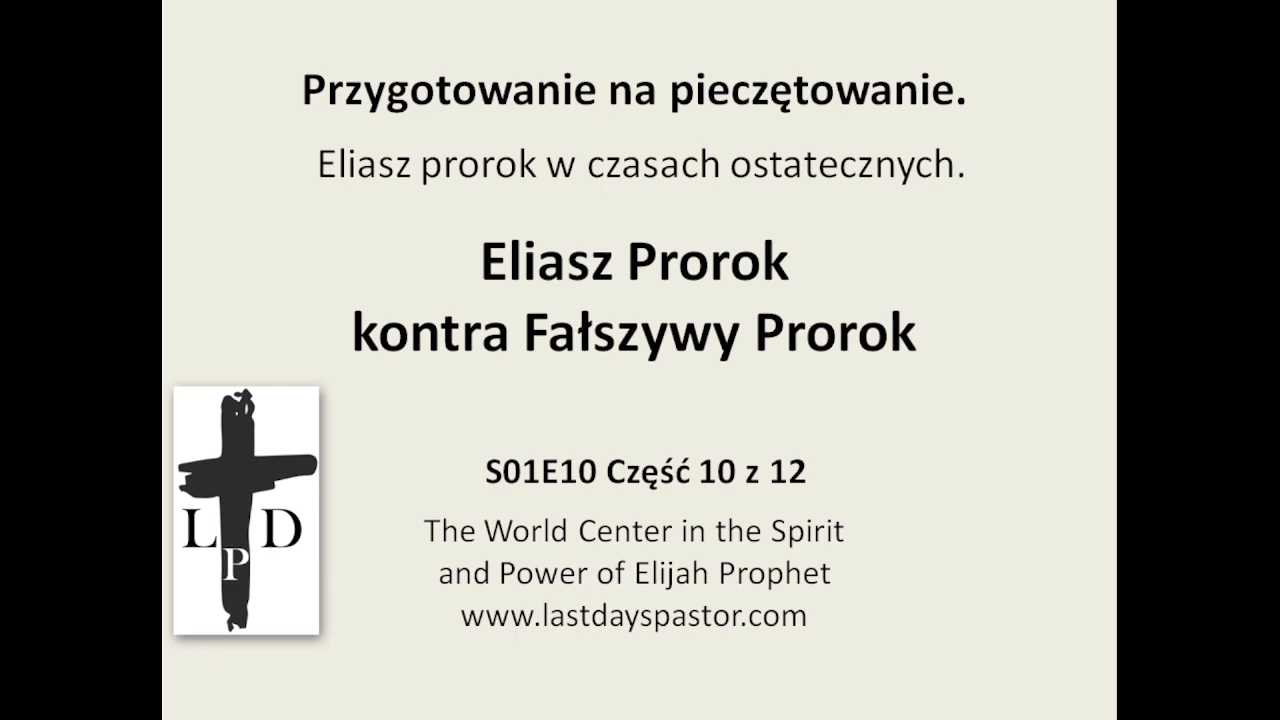 Przygotowanie na pieczętowanie.
Eliasz prorok w czasach ostatecznych.
Eliasz Prorok
kontra Fałszywy Prorok
L P D
S01E10 Część 10 z 12
The World Center in the Spirit
and Power of Elijah Prophet
www.lastdayspastor.com